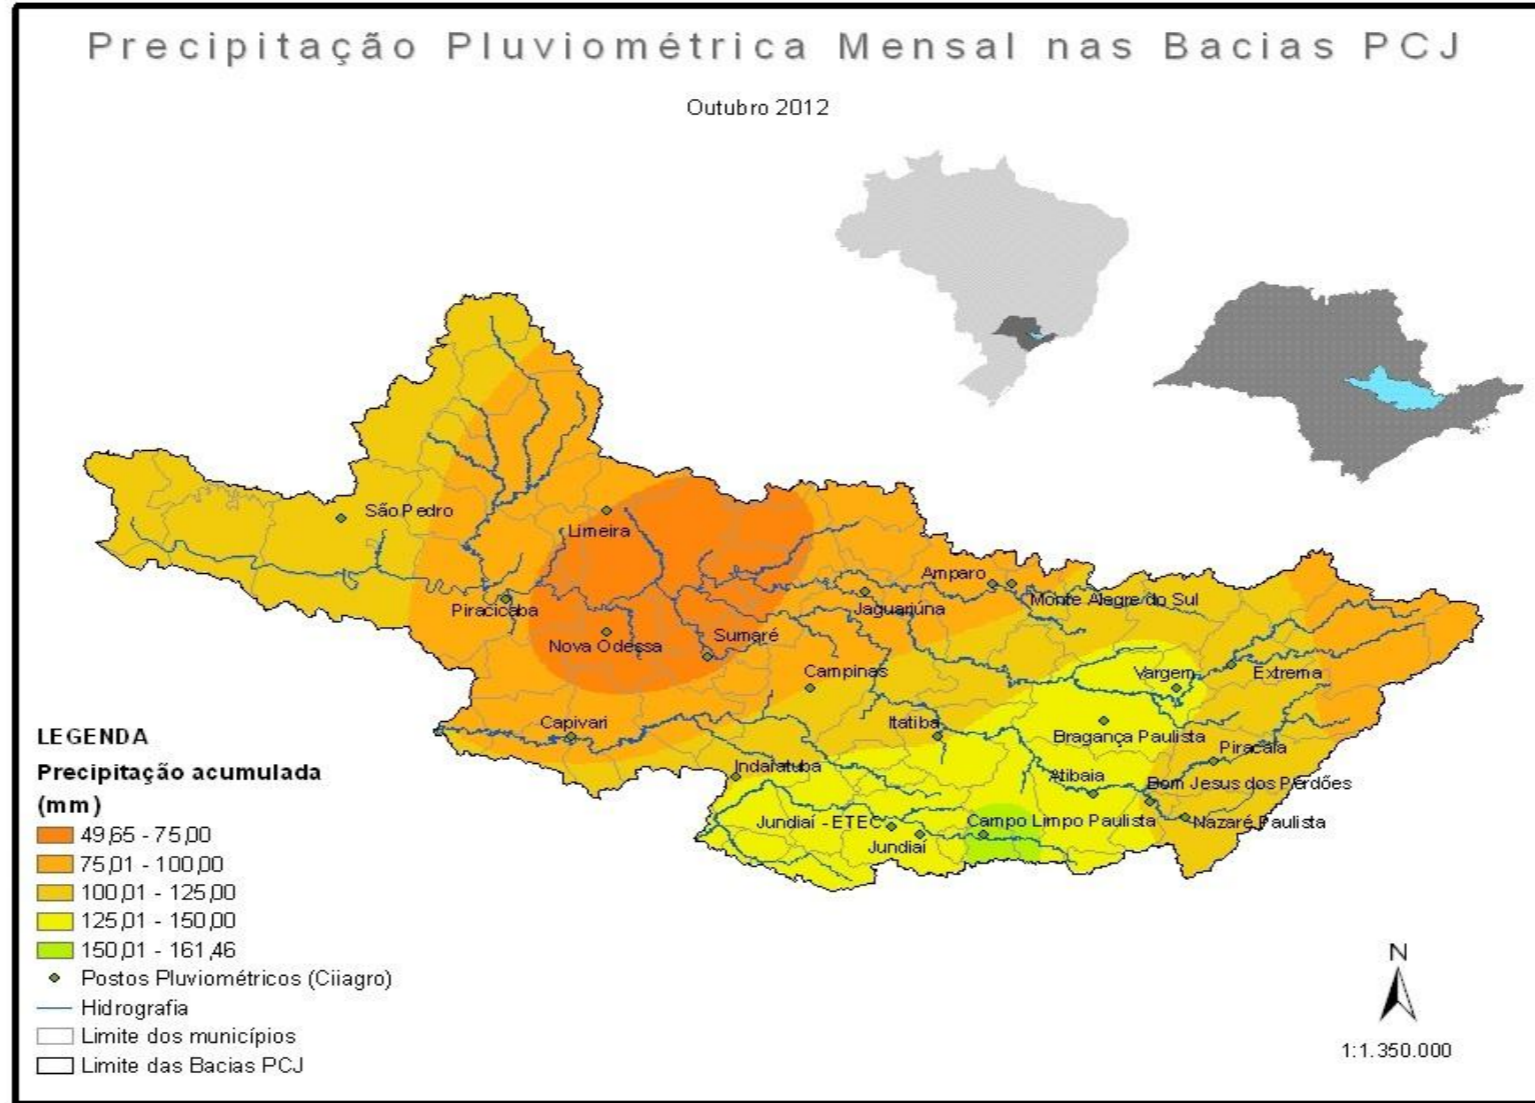 Precipitação Pluviométrica Mensal nas Bacias PCJ
Outubro 2012
São Pedro
Limeira
Piracicaba
Nova Odessa
Sumaré
Jaguariúna
Amparo
Monte Alegre do Sul
Campinas
Vargem
Extrema
Capivari
Itatiba
Bragança Paulista
Piracaia
Indaiatuba
Atibaia
Bom Jesus dos Perdões
Jundiaí - ETEC
Campo Limpo Paulista
Nazaré Paulista
Jundiaí
LEGENDA
Precipitação acumulada
(mm)
49,65 - 75,00
75,01 - 100,00
100,01 - 125,00
125,01 - 150,00
150,01 - 161,46
Postos Pluviométricos (Ciiagro)
Hidrografia
Limite dos municípios
Limite das Bacias PCJ
N
1:1.350.000